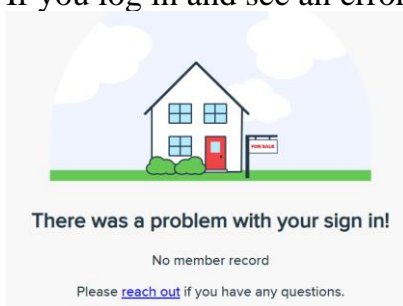 If you log in and see an error
FOR SALE
There was a problem with your sign in!
No member record
Please reach out if you have any questions.